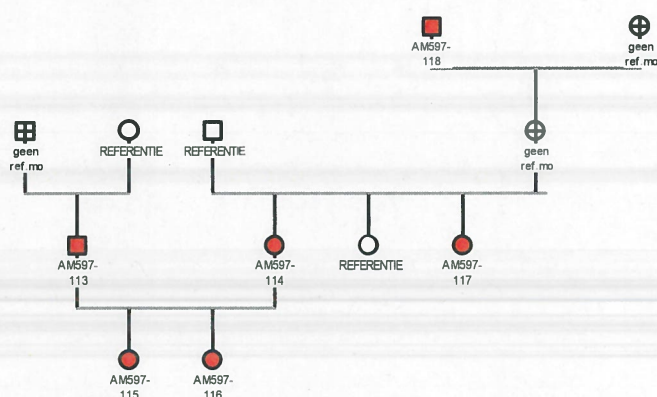 AM597-
118
geen
ref.mo
geen
ref.mo
REFERENTIE
REFERENTIE
geen
ref.mo
AM597-
113
AM597-
114
REFERENTIE
AM597-
117
AM597-
115
AM597-
116